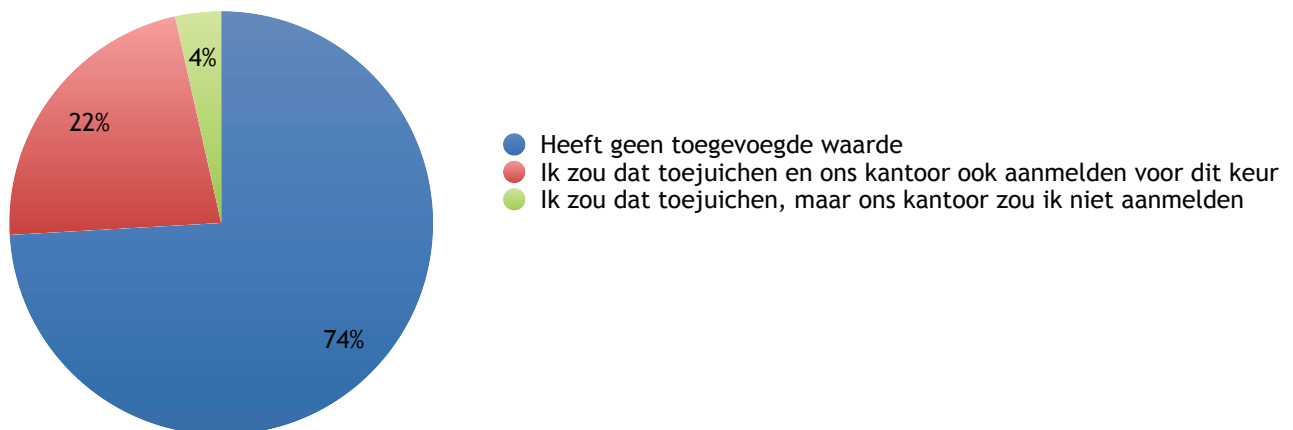 4%
22%
Heeft geen toegevoegde waarde
Ik zou dat toejuichen en ons kantoor ook aanmelden voor dit keur
Ik zou dat toejuichen, maar ons kantoor zou ik niet aanmelden
74%